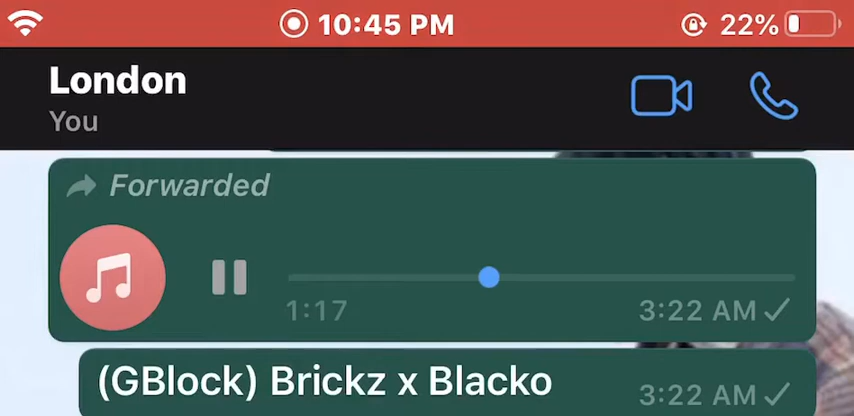 10:45 PM 22%
London
You
Forwarded
1:17 3:22 AM
(GBlock) Brickz x Blacko
3:22 AM